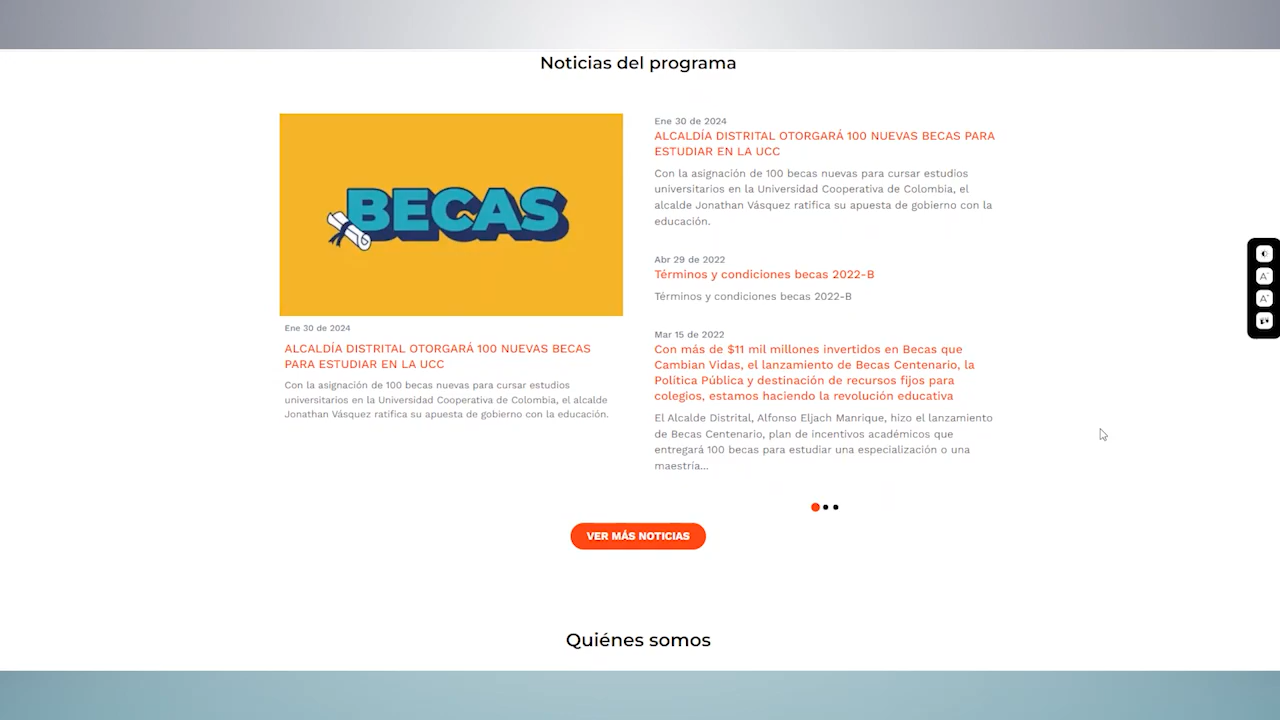 Noticias del programa
BECAS
Ene 30 de 2024
ALCALDÍA DISTRITAL OTORGARÁ 100 NUEVAS BECAS
PARA ESTUDIAR EN LA UCC
Con la asignación de 100 becas nuevas para cursar estudios
universitarios en la Universidad Cooperativa de Colombia, el alcalde
Jonathan Vásquez ratifica su apuesta de gobierno con la educación.
Ene 30 de 2024
ALCALDÍA DISTRITAL OTORGARÁ 100 NUEVAS BECAS PARA
ESTUDIAR EN LA UCC
Con la asignación de 100 becas nuevas para cursar estudios
universitarios en la Universidad Cooperativa de Colombia, el
alcalde Jonathan Vásquez ratifica su apuesta de gobierno con la
educación.
Abr 29 de 2022
Términos y condiciones becas 2022-B
Términos y condiciones becas 2022-B
Mar 15 de 2022
Con más de $11 mil millones invertidos en Becas que
Cambian Vidas, el lanzamiento de Becas Centenario, la
Política Pública y destinación de recursos fijos para
colegios, estamos haciendo la revolución educativa
El Alcalde Distrital, Alfonso Eljach Manrique, hizo el lanzamiento
de Becas Centenario, plan de incentivos académicos que
entregará 100 becas para estudiar una especialización o una
maestría...
VER MÁS NOTICIAS
Quiénes somos
A-
A+